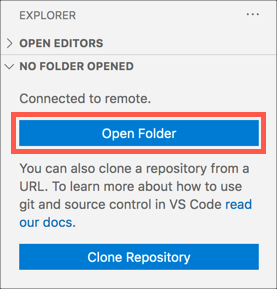 EXPLORER
OPEN EDITORS
NO FOLDER OPENED
Connected to remote.
Open Folder
You can also clone a repository from a
URL. To learn more about how to use
git and source control in VS Code read
our docs.
Clone Repository